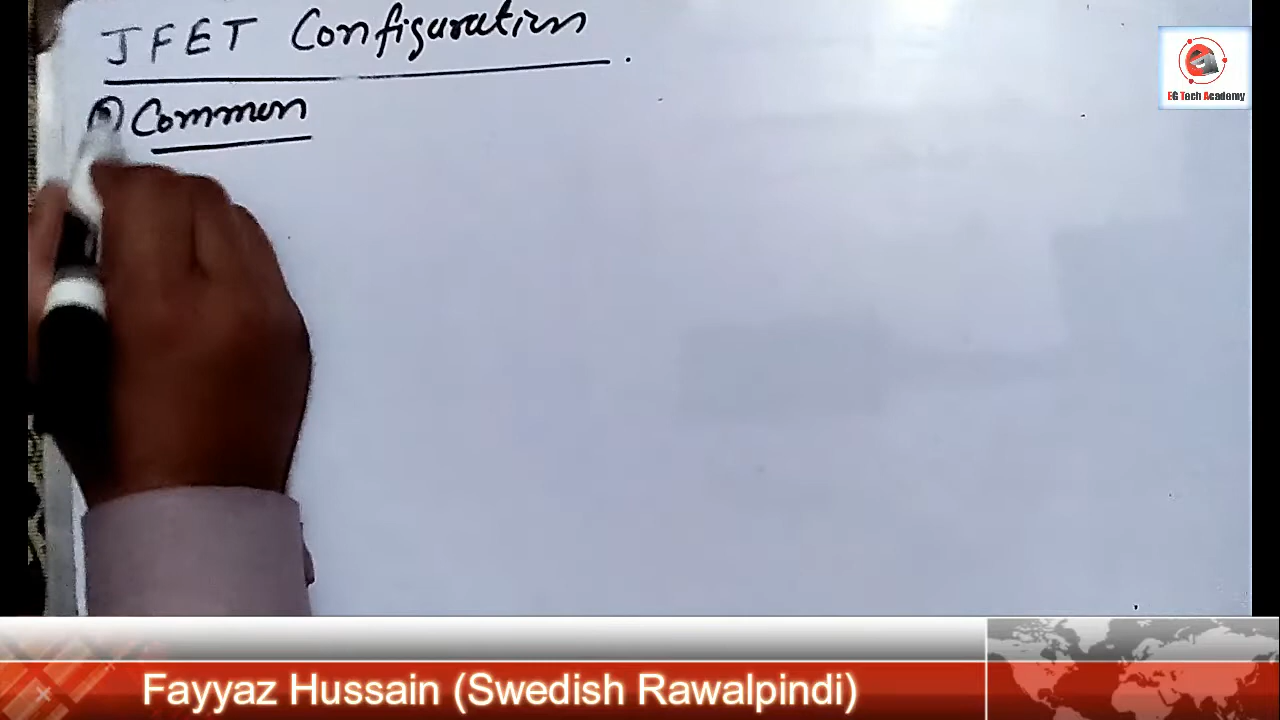 JFET Configuration.
Common
EG Tech Academy
Fayyaz Hussain (Swedish Rawalpindi)